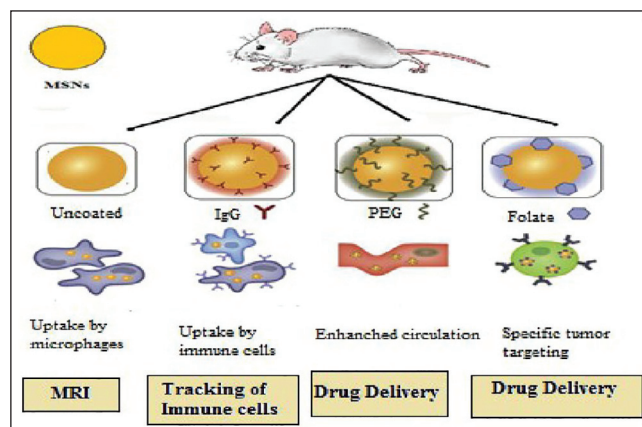 MSNs
Uncoated
IgG
PEG
Folate
Uptake by
microphages
Uptake by
immune cells
Enhanched circulation
Specific tumor
targeting
MRI
Tracking of
Immune cells
Drug Delivery
Drug Delivery